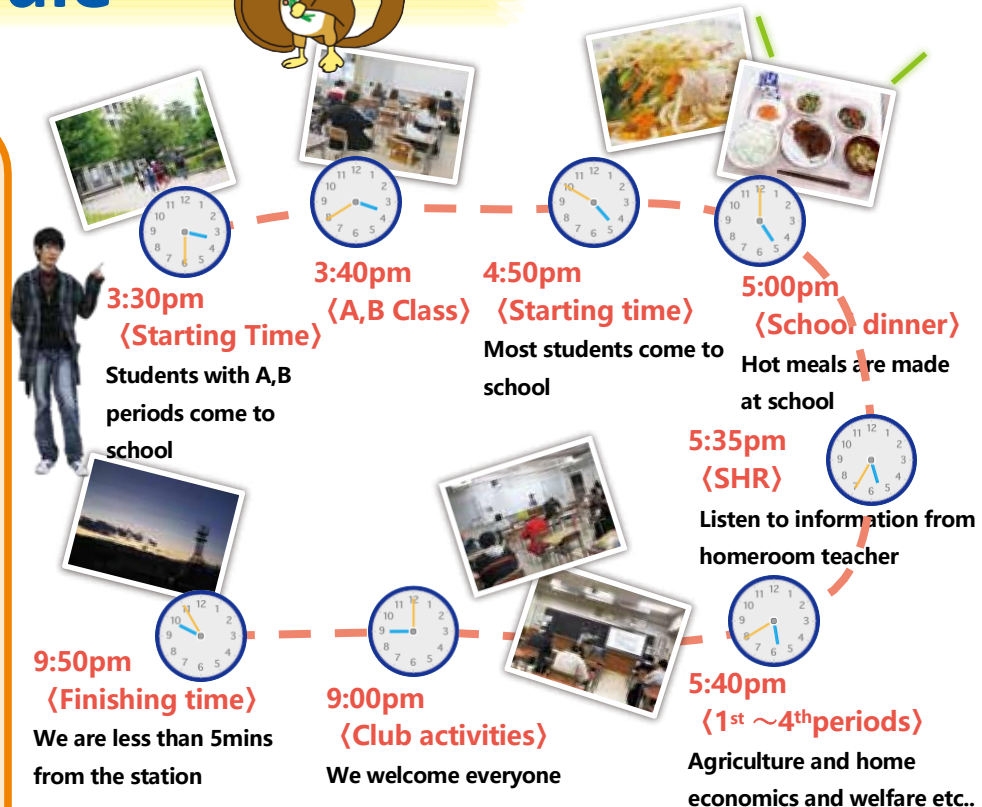 3:30pm
〈Starting Time〉
Students with A,B
periods come to
school
3:40pm
〈A,B Class〉
4:50pm
〈Starting time〉
Most students come to
school
5:00pm
〈School dinner〉
Hot meals are made
at school
5:35pm
〈SHR〉
Listen to information from
homeroom teacher
5:40pm
〈1st ～4thperiods〉
Agriculture and home
economics and welfare etc..
9:00pm
〈Club activities〉
We welcome everyone
9:50pm
〈Finishing time〉
We are less than 5mins
from the station